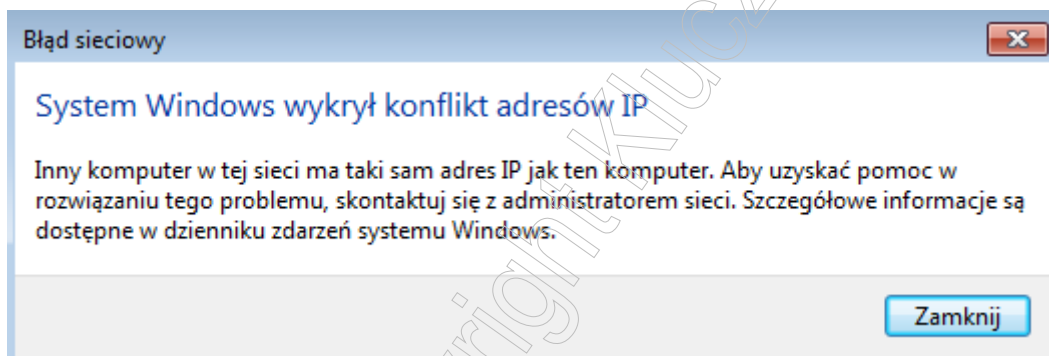 Błąd sieciowy
System Windows wykrył konflikt adresów IP
Inny komputer w tej sieci ma taki sam adres IP jak ten komputer. Aby uzyskać pomoc w
rozwiązaniu tego problemu, skontaktuj się z administratorem sieci. Szczegółowe informacje są
dostępne w dzienniku zdarzeń systemu Windows.
Zamknij